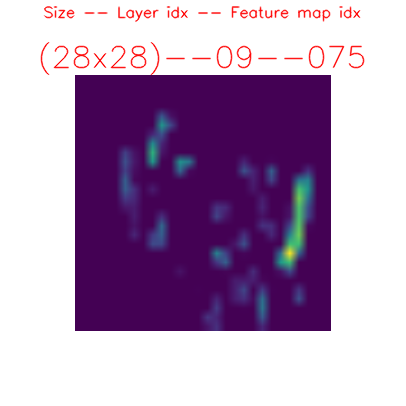 Size -- Layer idx -- Feature map idx
(28x28)--09--075